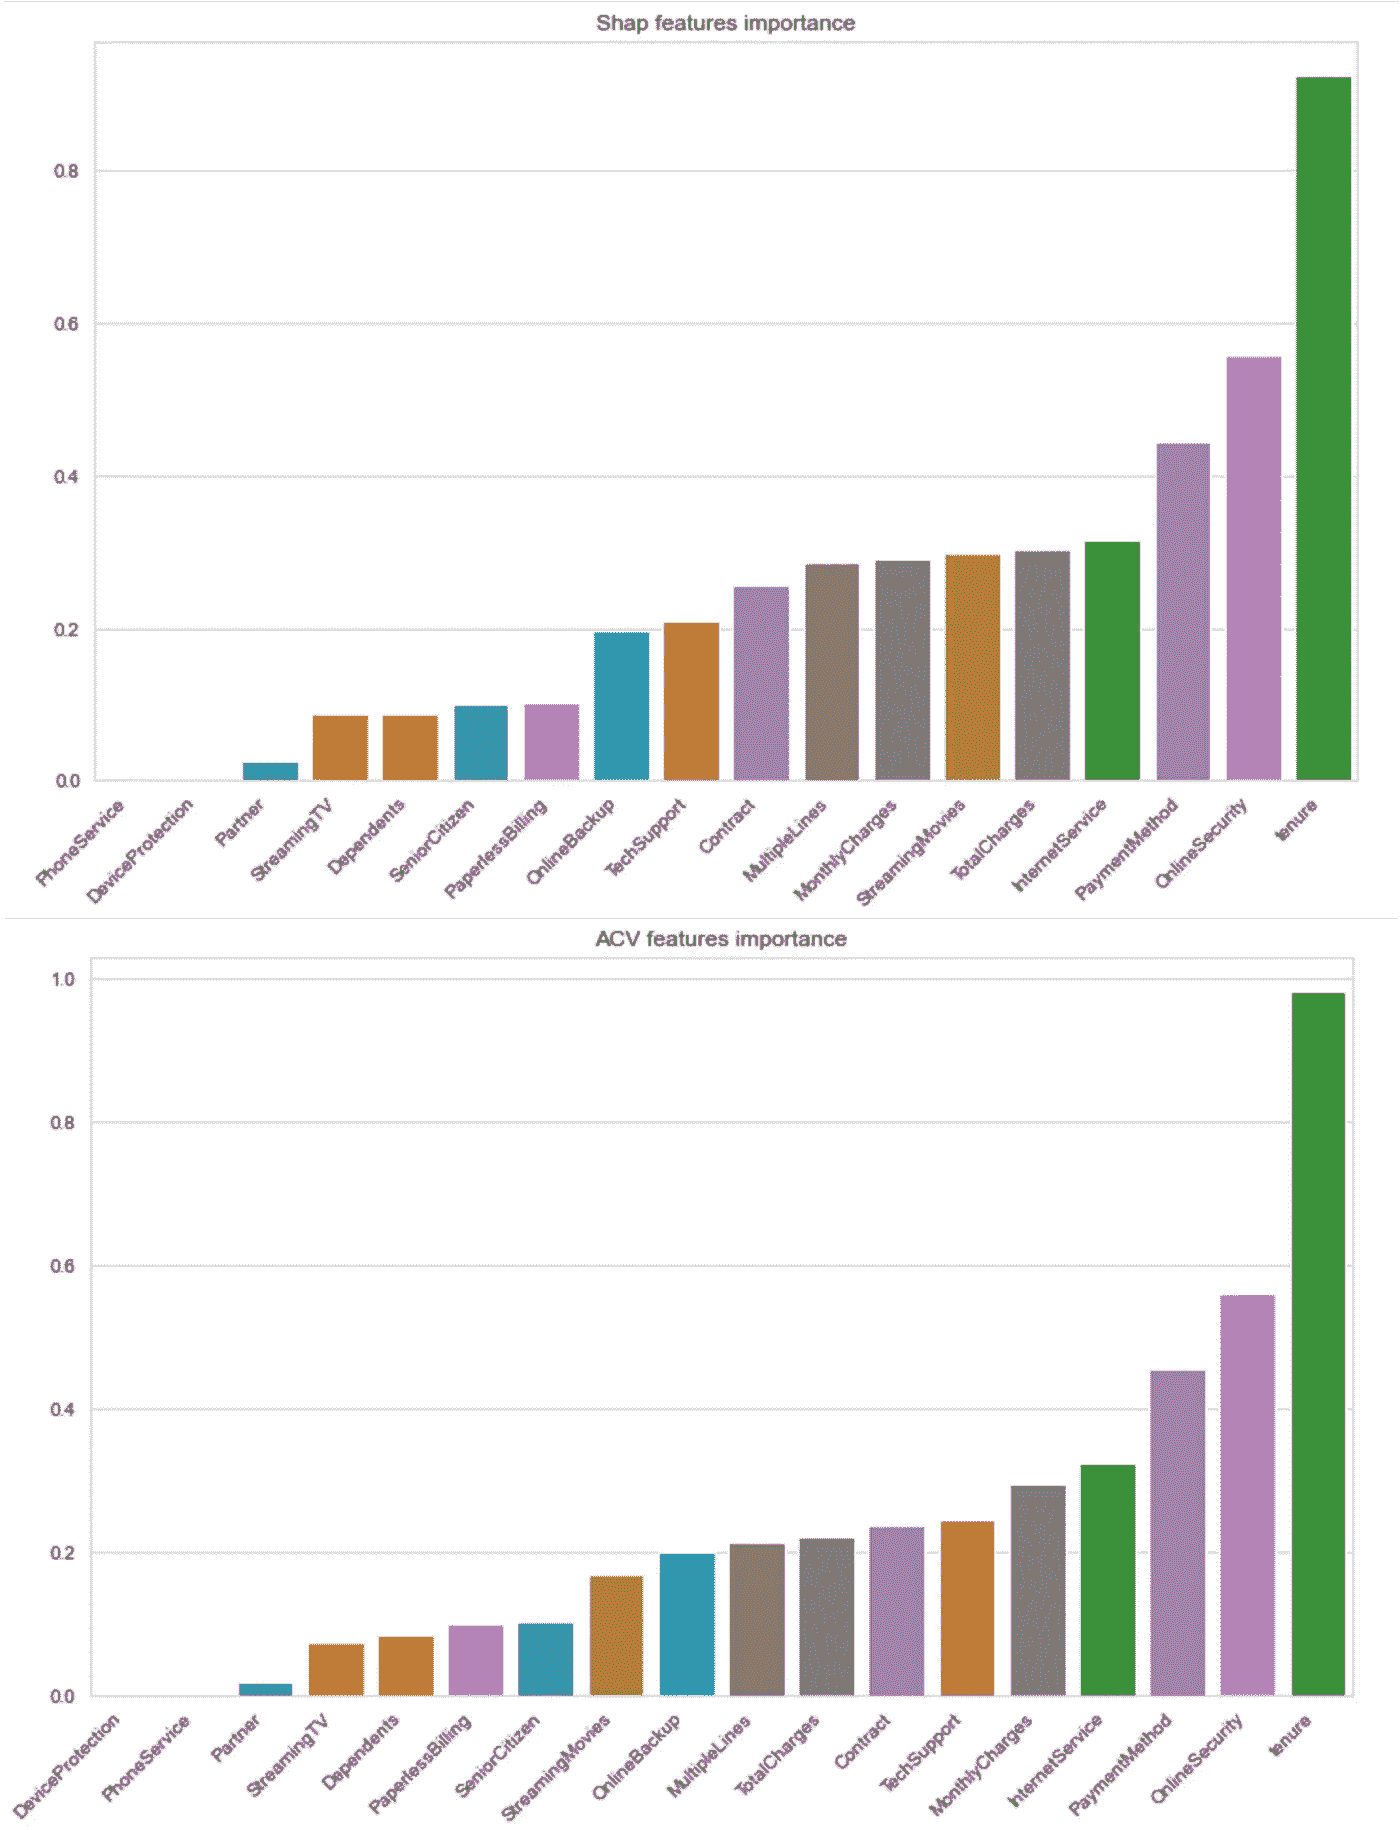 Shap features importance
0.8
0.6
0.4
0.2
0.0
PhoneService
DeviceProtection
Partner
StreamingTV
Dependents
SeniorCitizen
PaperlessBilling
OnlineBackup
TechSupport
Contract
MultipleLines
MonthlyCharges
StreamingMovies
TotalCharges
InternetService
PaymentMethod
OnlineSecurity
tenure
ACV features importance
1.0
0.8
0.6
0.4
0.2
0.0
DeviceProtection
PhoneService
Partner
StreamingTV
Dependents
PaperlessBilling
SeniorCitizen
StreamingMovies
OnlineBackup
MultipleLines
TotalCharges
Contract
TechSupport
MonthlyCharges
InternetService
PaymentMethod
OnlineSecurity
tenure